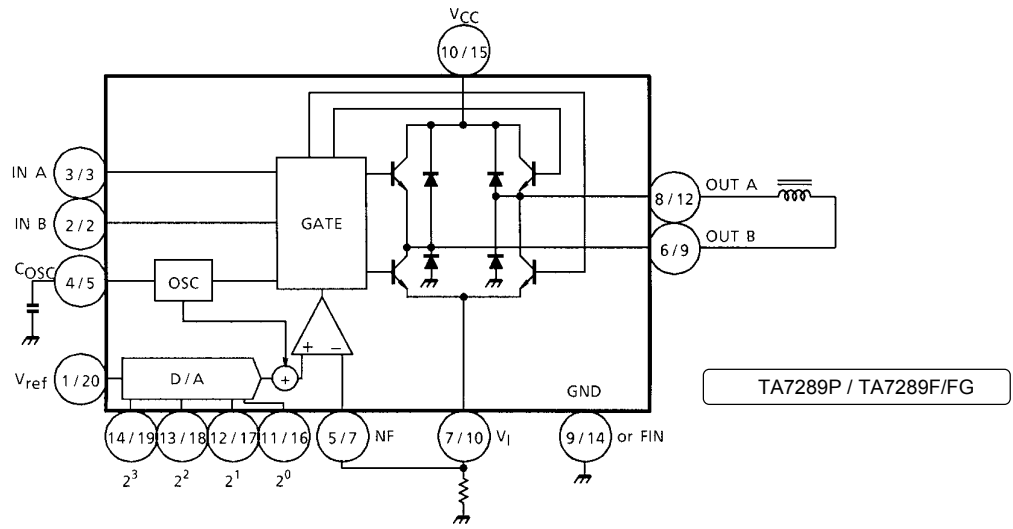 VCC
10 / 15
IN A
3 / 3
IN B
2 / 2
GATE
OUT A
8 / 12
OUT B
6 / 9
COSC
4 / 5
OSC
+ −
Vref
1 / 20
D / A
+
GND
TA7289P / TA7289F/FG
14 / 19
13 / 18
12 / 17
11 / 16
5 / 7
NF
7 / 10
VI
9 / 14
or FIN
2³
2²
2¹
2⁰